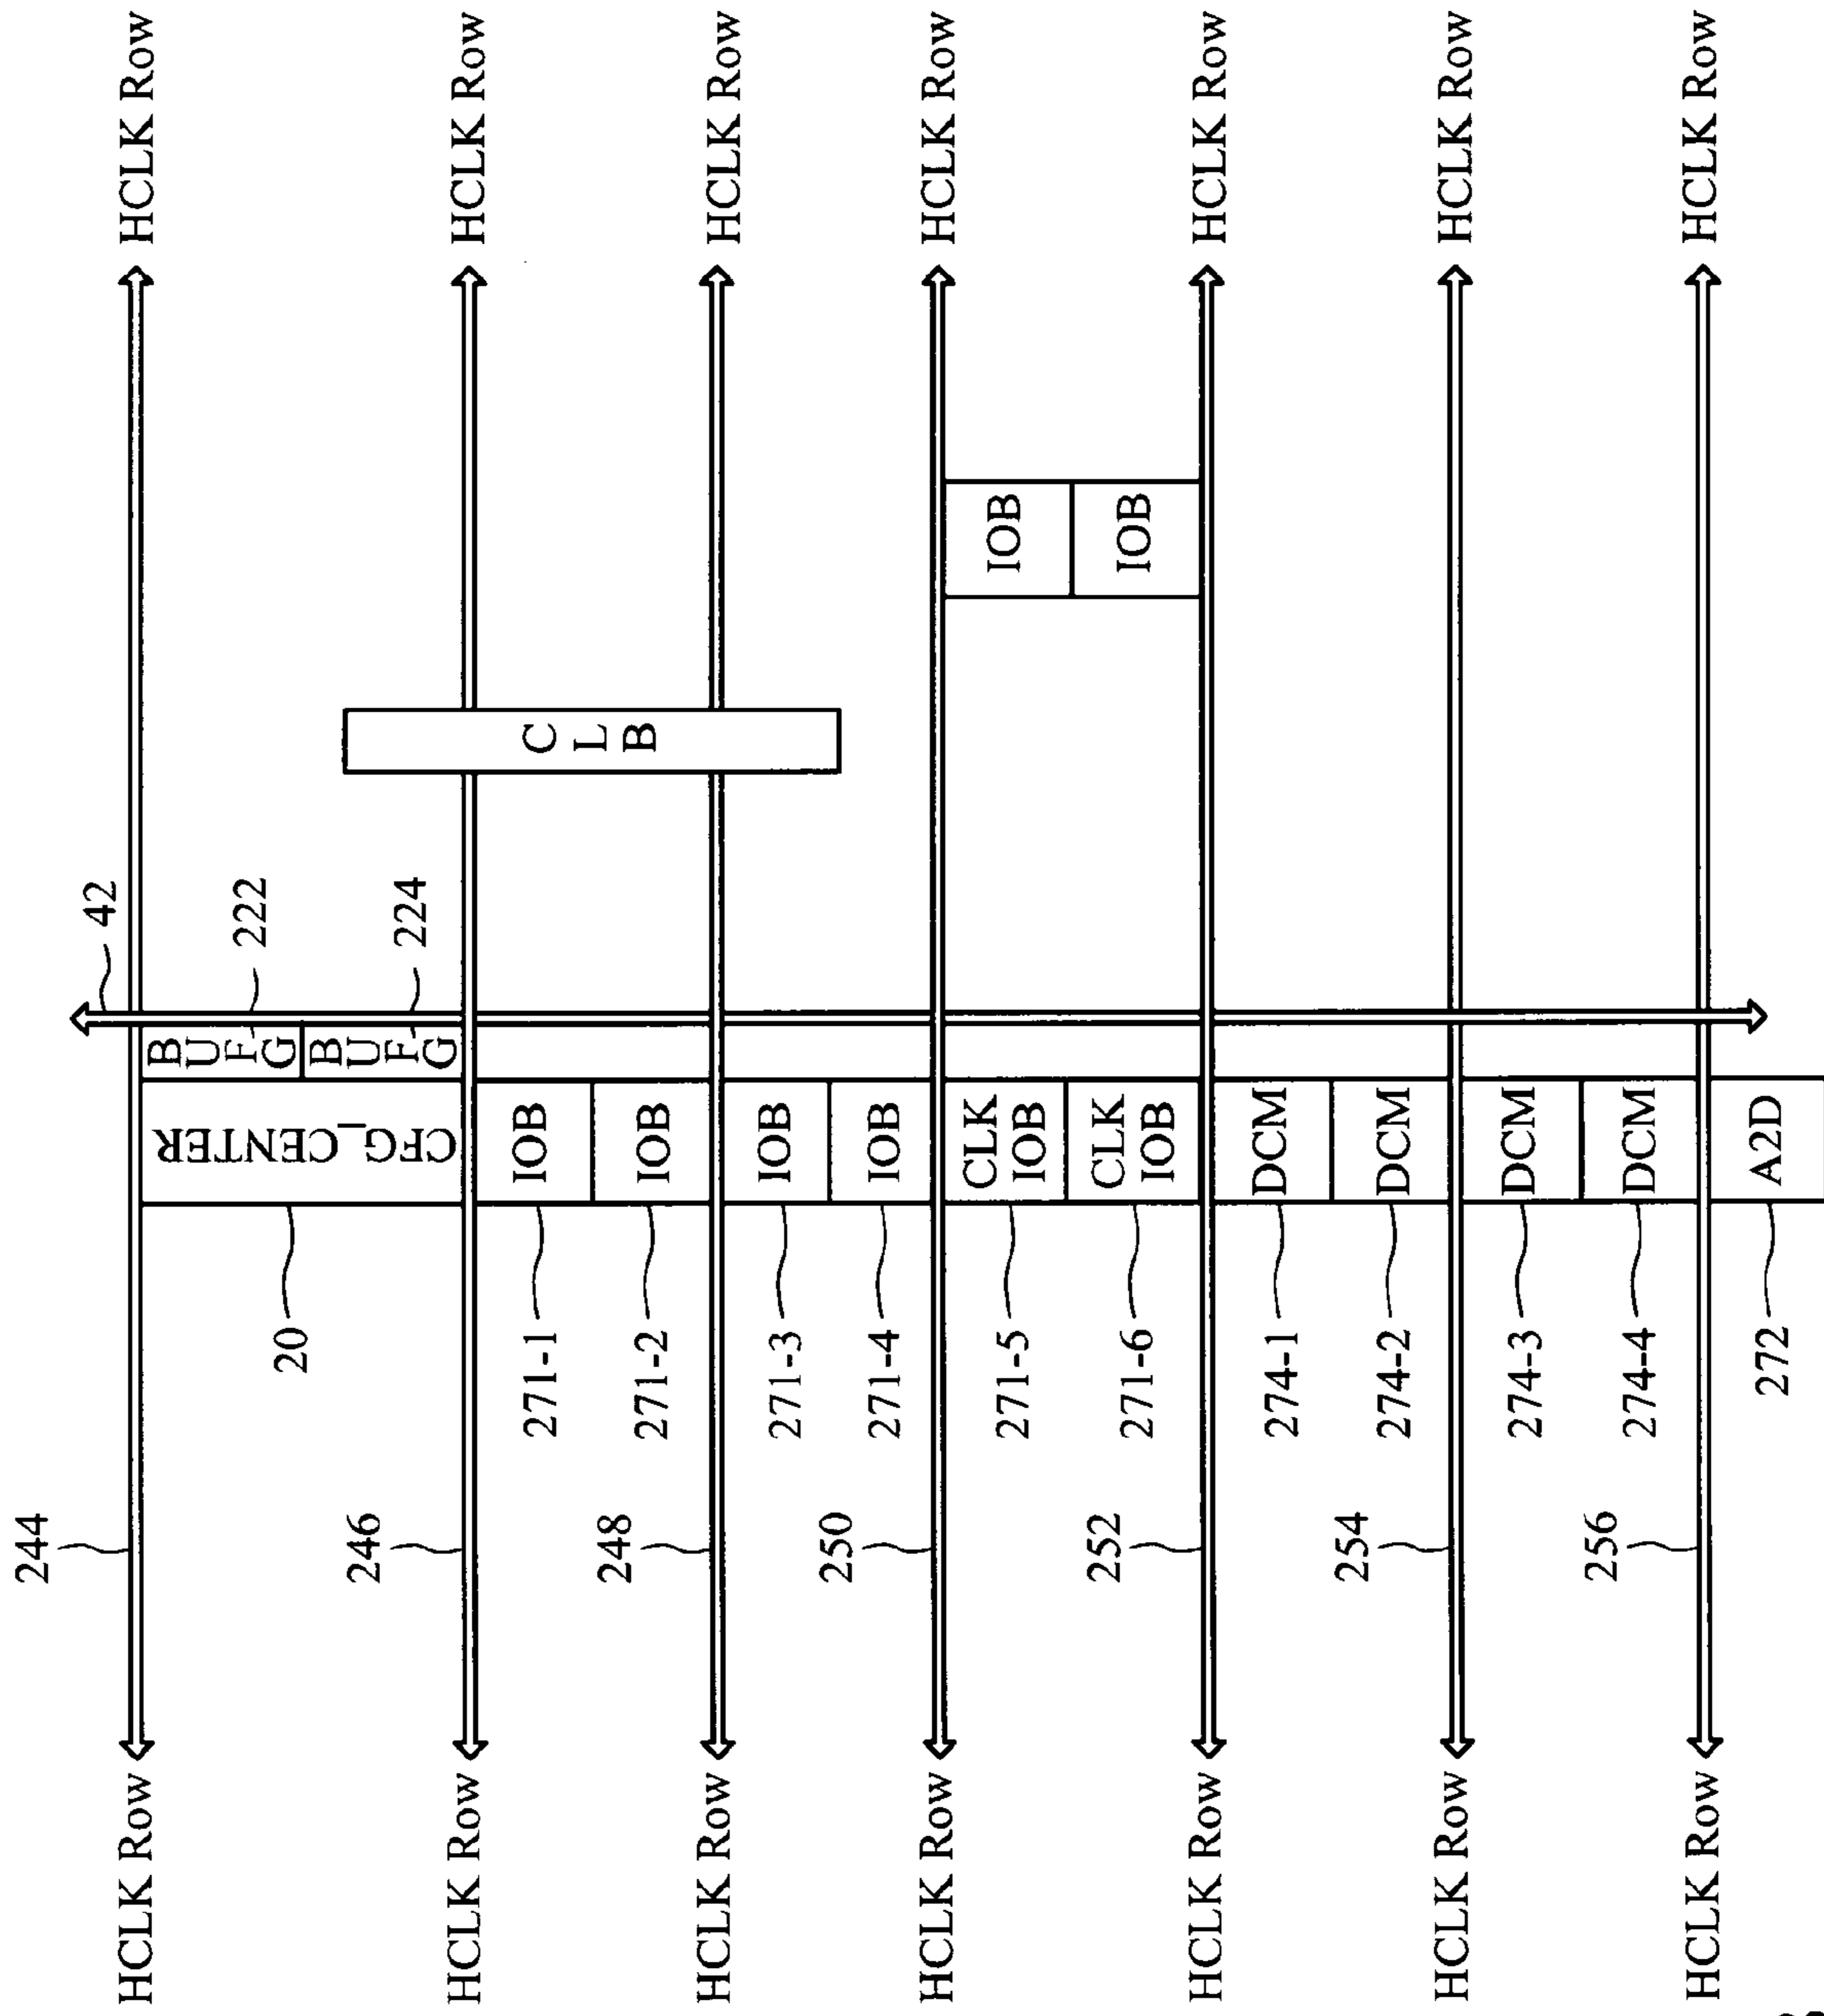 HCLK Row
HCLK Row
HCLK Row
HCLK Row
HCLK Row
HCLK Row
HCLK Row
42
222
224
BUFG
BUFG
CLB
IOB
IOB
CFG_CENTER
IOB
IOB
IOB
IOB
CLK
IOB
CLK
IOB
DCM
DCM
DCM
DCM
A2D
20
271-1
271-2
271-3
271-4
271-5
271-6
274-1
274-2
274-3
274-4
272
244
246
248
250
252
254
256
HCLK Row
HCLK Row
HCLK Row
HCLK Row
HCLK Row
HCLK Row
HCLK Row